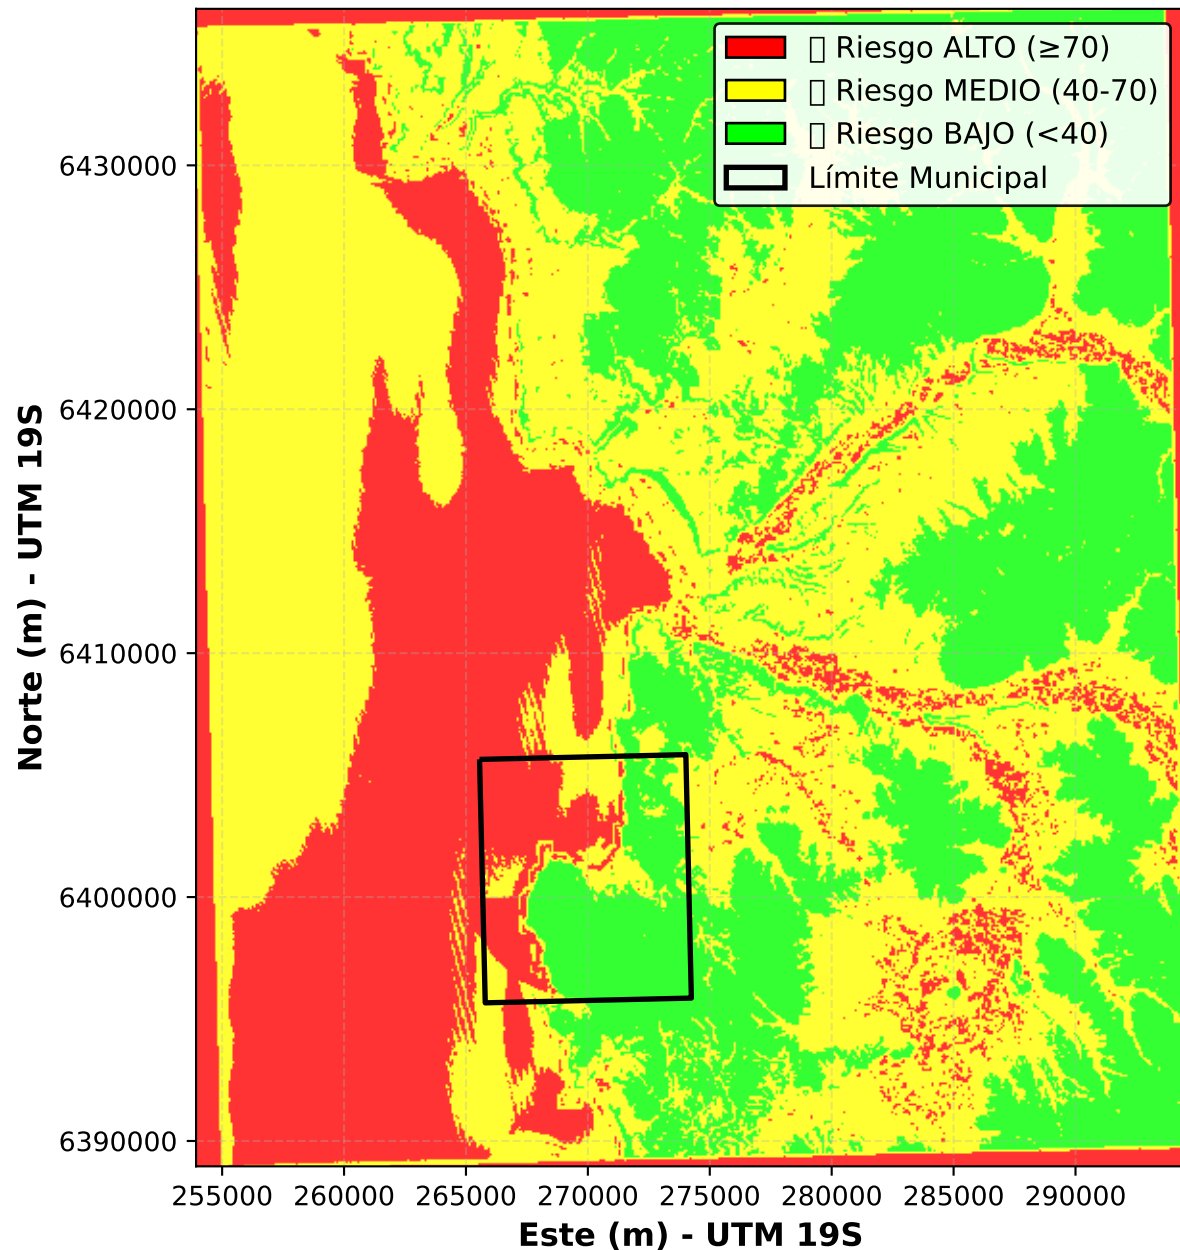 ▯ Riesgo ALTO (≥70)
▯ Riesgo MEDIO (40-70)
▯ Riesgo BAJO (<40)
Límite Municipal
6430000
6420000
6410000
6400000
6390000
Norte (m) - UTM 19S
255000 260000 265000 270000 275000 280000 285000 290000
Este (m) - UTM 19S